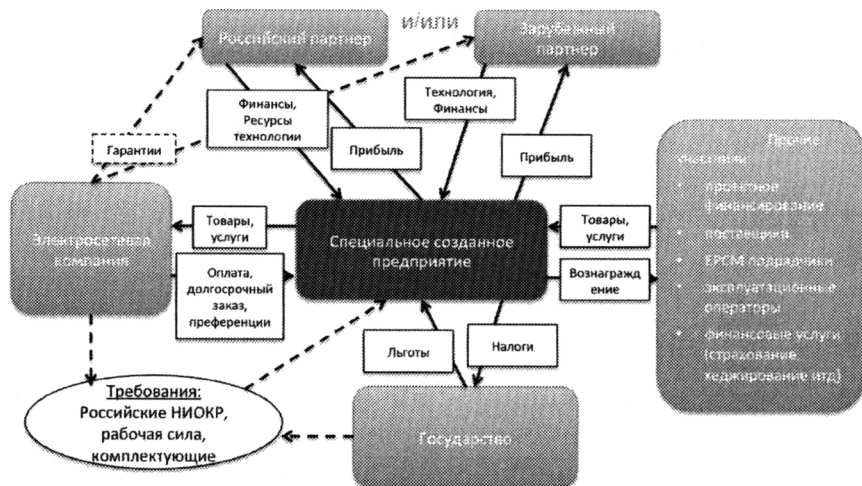 Российский партнер
и/или
Зарубежный
партнер
Финансы,
Ресурсы
технологии
Технология,
Финансы
Гарантии
Прибыль
Прибыль
Прочие
участники
• проектное
финансирование
• поставщики
• EPCM подрядчики
• эксплуатационные
операторы
• финансовые услуги
(страхование,
хеджирование итд)
Электросетевая
компания
Товары,
услуги
Специальное созданное
предприятие
Товары,
услуги
Оплата,
долгосрочный
заказ,
преференции
Вознагражд
ение
Льготы
Налоги
Требования:
Российские НИОКР,
рабочая сила,
комплектующие
Государство